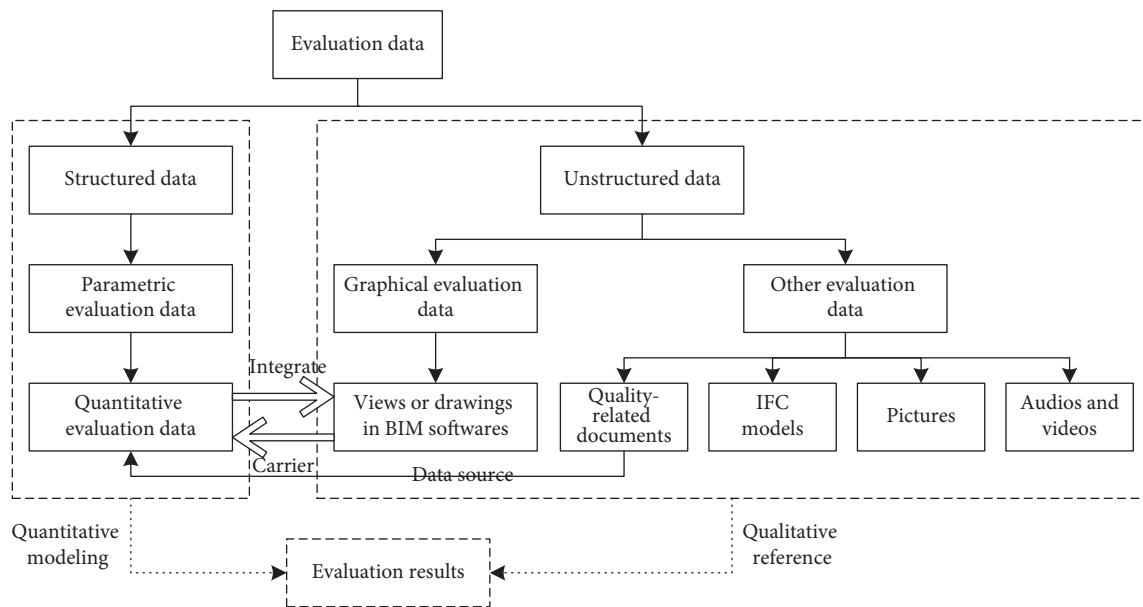 Evaluation data
Structured data
Unstructured data
Parametric
evaluation data
Graphical evaluation
data
Other evaluation
data
Integrate
Quantitative
evaluation data
Views or drawings
in BIM softwares
Quality-
related
documents
IFC
models
Pictures
Audios and
videos
Carrier
Data source
Quantitative
modeling
Qualitative
reference
Evaluation results